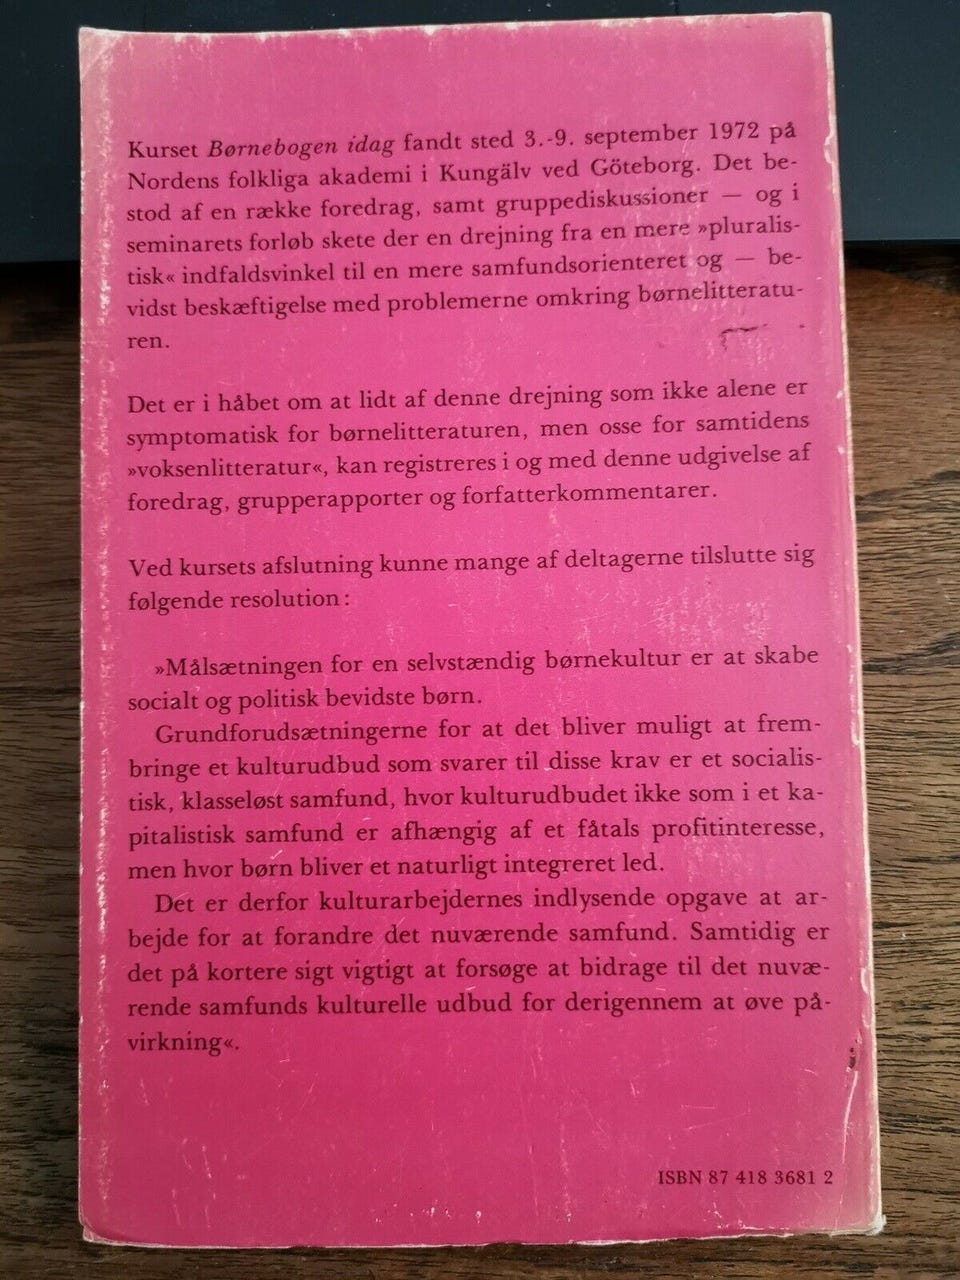 Kurset Børnebogen idag fandt sted 3.-9. september 1972 på
Nordens folkliga akademi i Kungälv ved Göteborg. Det be-
stod af en række foredrag, samt gruppediskussioner — og i
seminarets forløb skete der en drejning fra en mere »pluralis-
tisk« indfaldsvinkel til en mere samfundsorienteret og — be-
vidst beskæftigelse med problemerne omkring børnelitteratu-
ren.
Det er i håbet om at lidt af denne drejning som ikke alene er
symptomatisk for børnelitteraturen, men osse for samtidens
»voksenlitteratur«, kan registreres i og med denne udgivelse af
foredrag, grupperapporter og forfatterkommentarer.
Ved kursets afslutning kunne mange af deltagerne tilslutte sig
følgende resolution:
»Målsætningen for en selvstændig børnekultur er at skabe
socialt og politisk bevidste børn.
Grundforudsætningerne for at det bliver muligt at frem-
bringe et kulturudbud som svarer til disse krav er et socialis-
tisk, klasseløst samfund, hvor kulturudbudet ikke som i et ka-
pitalistisk samfund er afhængig af et fåtals profitinteresse,
men hvor børn bliver et naturligt integreret led.
Det er derfor kulturarbejdernes indlysende opgave at ar-
bejde for at forandre det nuværende samfund. Samtidig er
det på kortere sigt vigtigt at forsøge at bidrage til det nuvæ-
rende samfunds kulturelle udbud for derigennem at øve på-
virkning«.
ISBN 87 418 3681 2